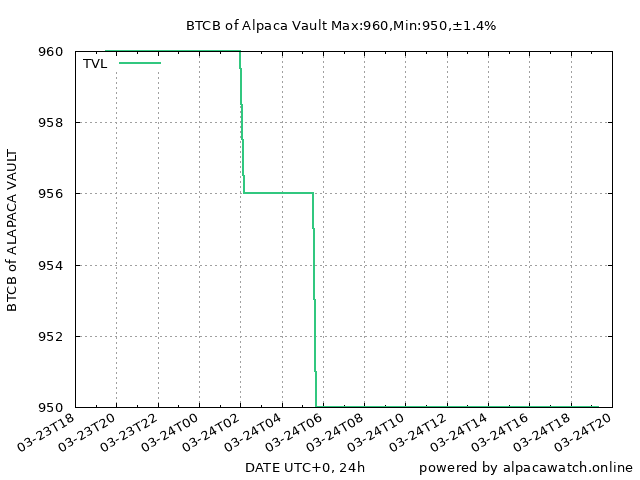 BTCB of Alpaca Vault Max:960,Min:950,±1.4%
TVL
960
958
956
954
952
950
BTCB of ALAPACA VAULT
03-23T18
03-23T20
03-23T22
03-24T00
03-24T02
03-24T04
03-24T06
03-24T08
03-24T10
03-24T12
03-24T14
03-24T16
03-24T18
03-24T20
DATE UTC+0, 24h
powered by alpacawatch.online